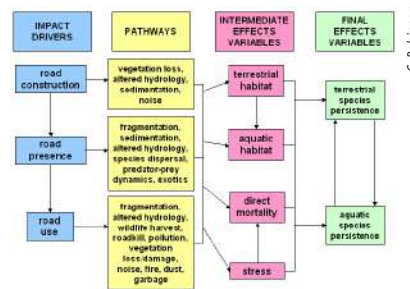 IMPACT
DRIVERS
PATHWAYS
INTERMEDIATE
EFFECTS
VARIABLES
FINAL
EFFECTS
VARIABLES
road
construction
vegetation loss,
altered hydrology,
sedimentation,
noise
terrestrial
habitat
terrestrial
species
persistence
road
presence
fragmentation,
sedimentation,
altered hydrology,
species dispersal,
predator-prey
dynamics, exotics
aquatic
habitat
direct
mortality
road
use
fragmentation,
altered hydrology,
wildlife harvest,
roadkill, pollution,
vegetation
loss/damage,
noise, fire, dust,
garbage
stress
aquatic
species
persistence